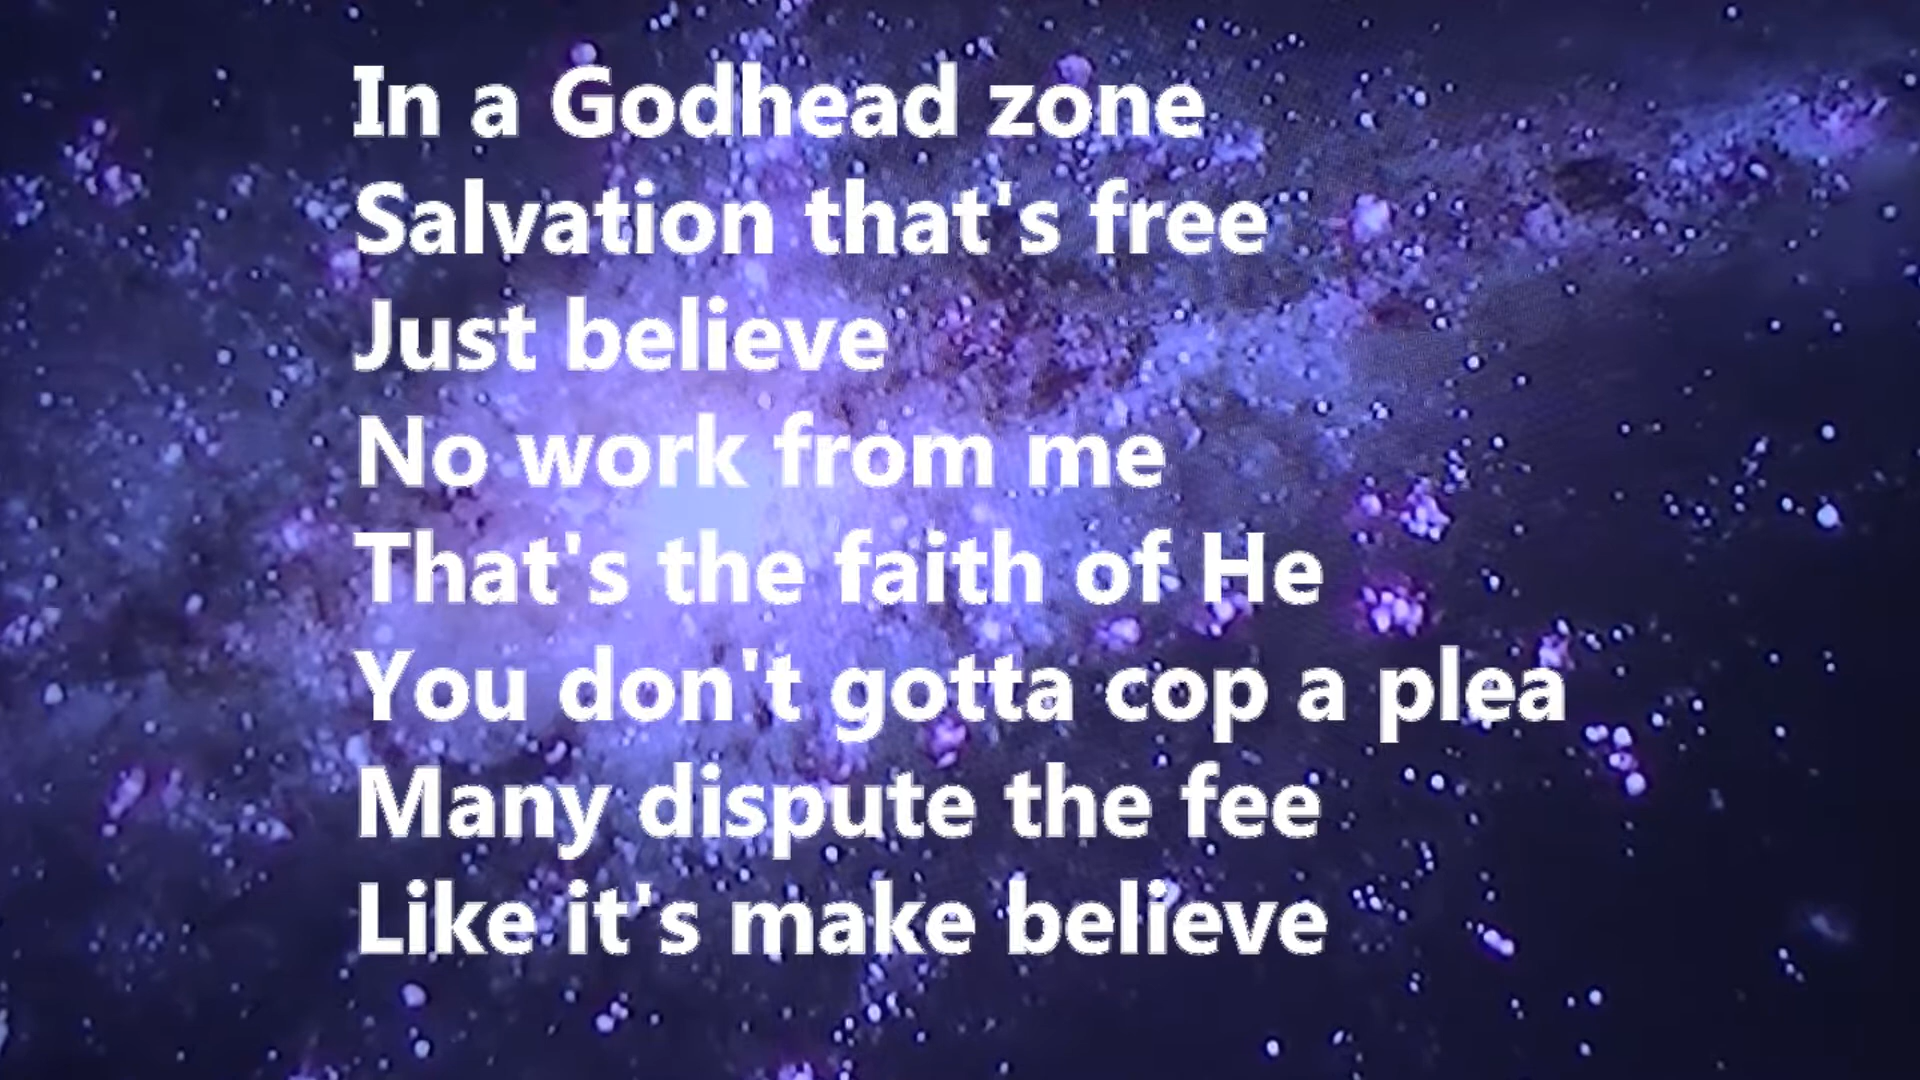 In a Godhead zone
Salvation that's free
Just believe
No work from me
That's the faith of He
You don't gotta cop a plea
Many dispute the fee
Like it's make believe